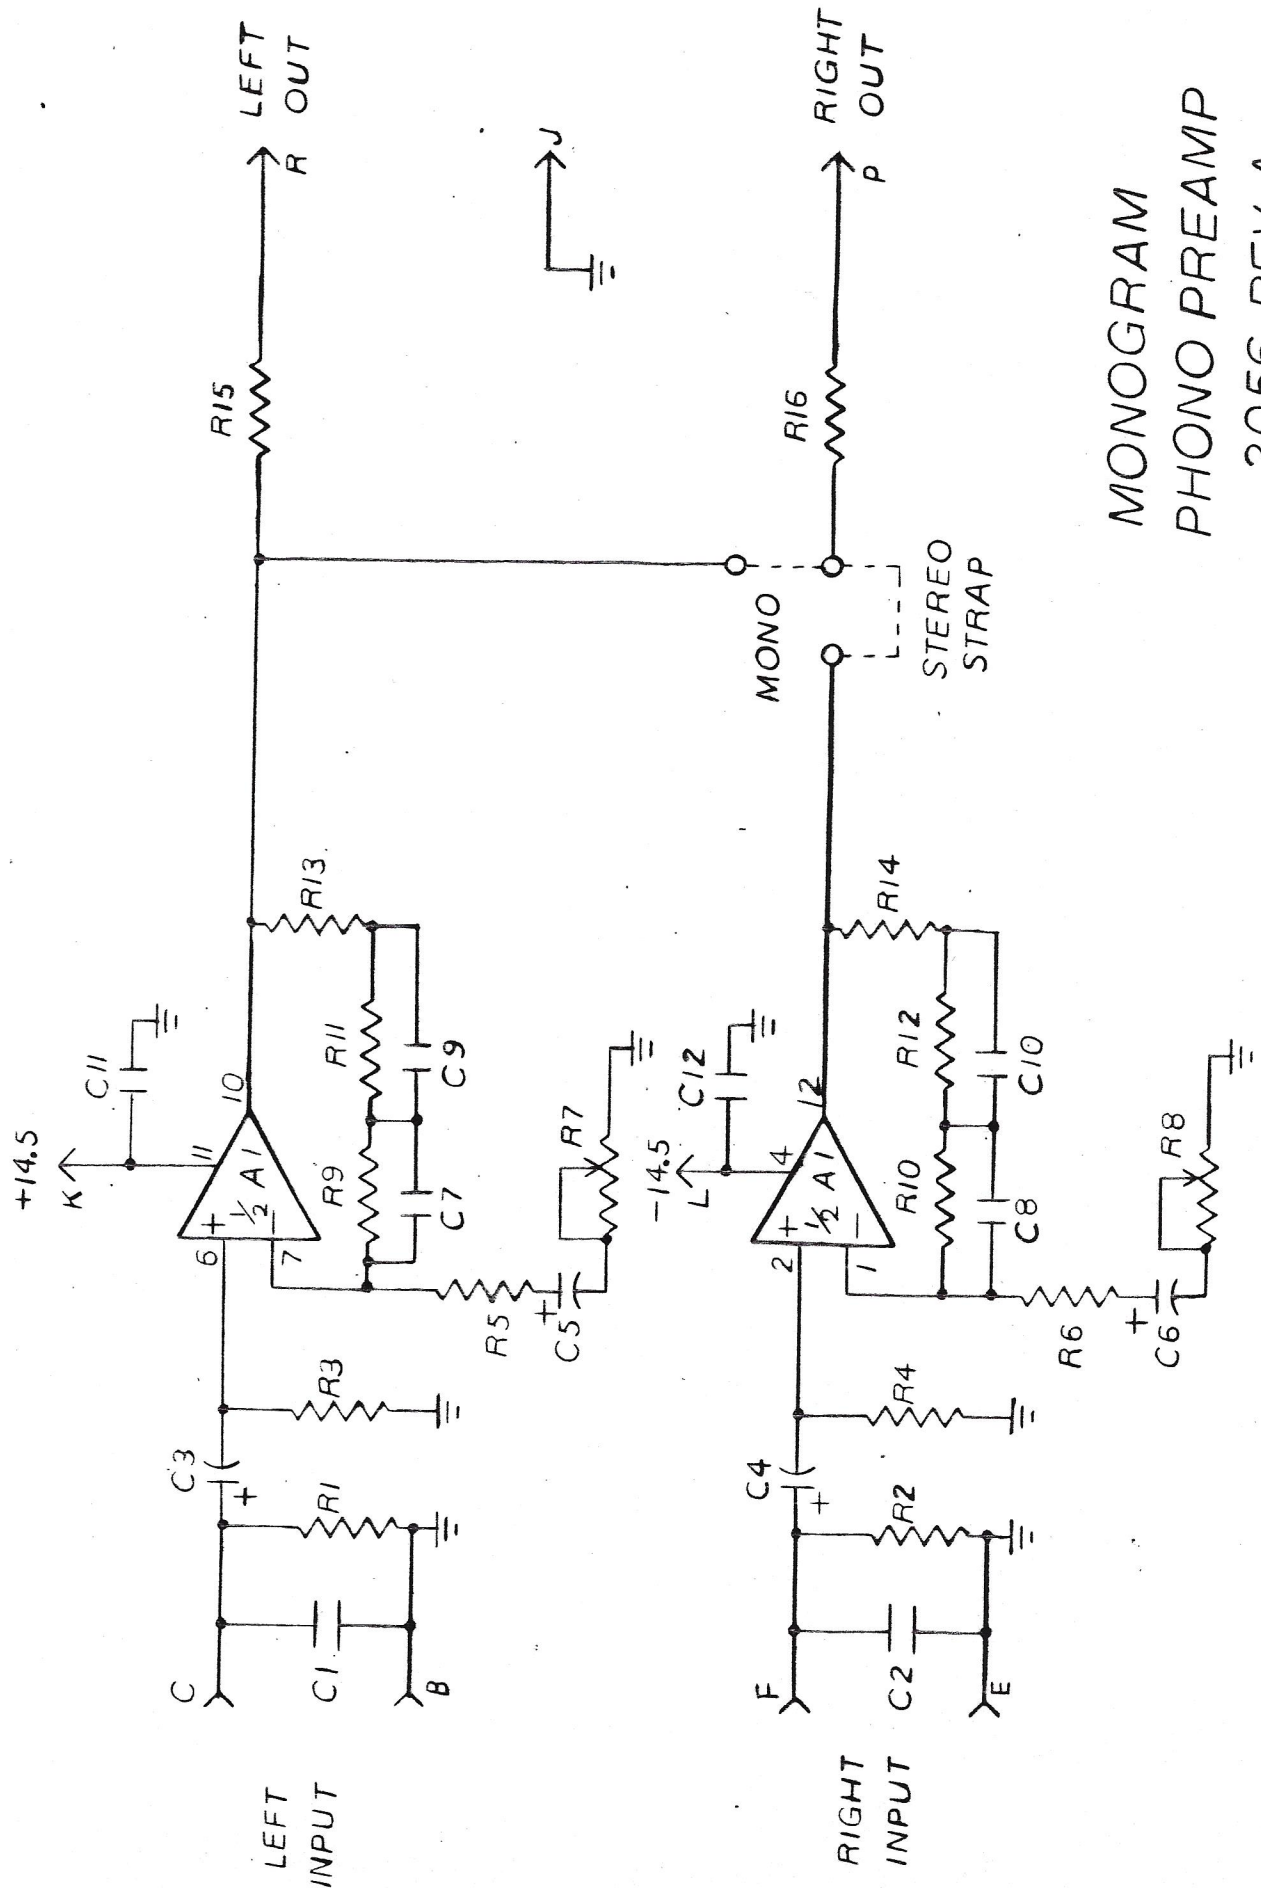 LEFT
INPUT
C
B
C1
R1
C3
+
R3
6
7
+
-
1/2 A1
11
10
+14.5
K
C11
R5
+
C5
R7
R9
C7
R11
C9
R13
R15
R
LEFT
OUT
J
RIGHT
INPUT
F
E
C2
R2
C4
+
R4
2
1
+
-
1/2 A1
4
12
-14.5
L
C12
R6
+
C6
R8
R10
C8
R12
C10
R14
MONO
STEREO
STRAP
R16
P
RIGHT
OUT
MONOGRAM
PHONO PREAMP